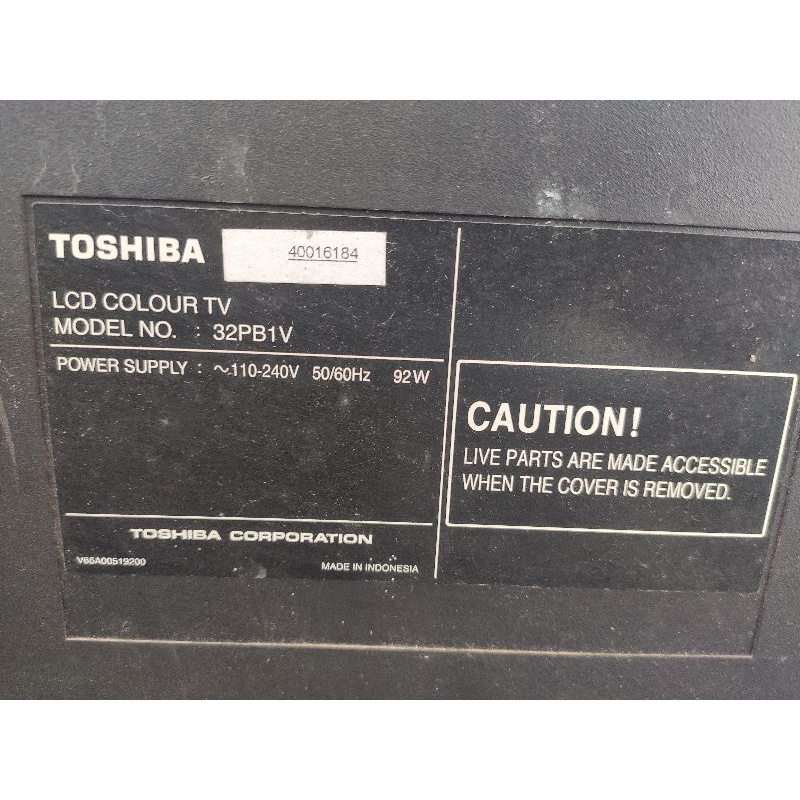 TOSHIBA 40016184
LCD COLOUR TV
MODEL NO. : 32PB1V
POWER SUPPLY : ~110-240V 50/60Hz 92W
TOSHIBA CORPORATION
V66A00519200 MADE IN INDONESIA
CAUTION!
LIVE PARTS ARE MADE ACCESSIBLE
WHEN THE COVER IS REMOVED.